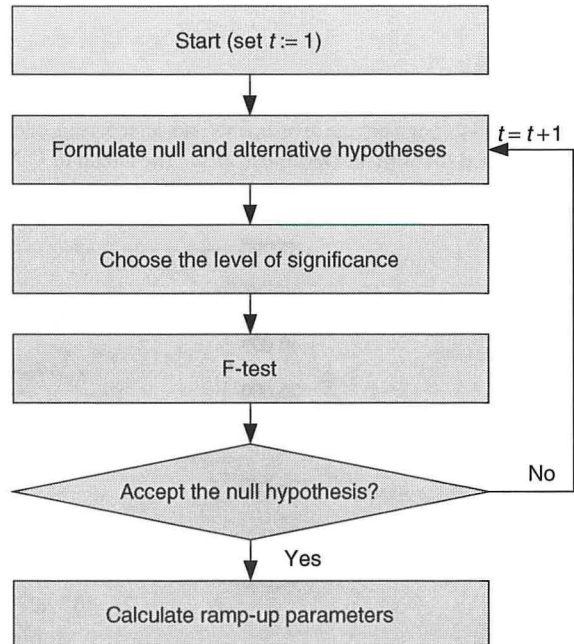 Start (set t := 1)
t = t+1
Formulate null and alternative hypotheses
Choose the level of significance
F-test
Accept the null hypothesis?
No
Yes
Calculate ramp-up parameters